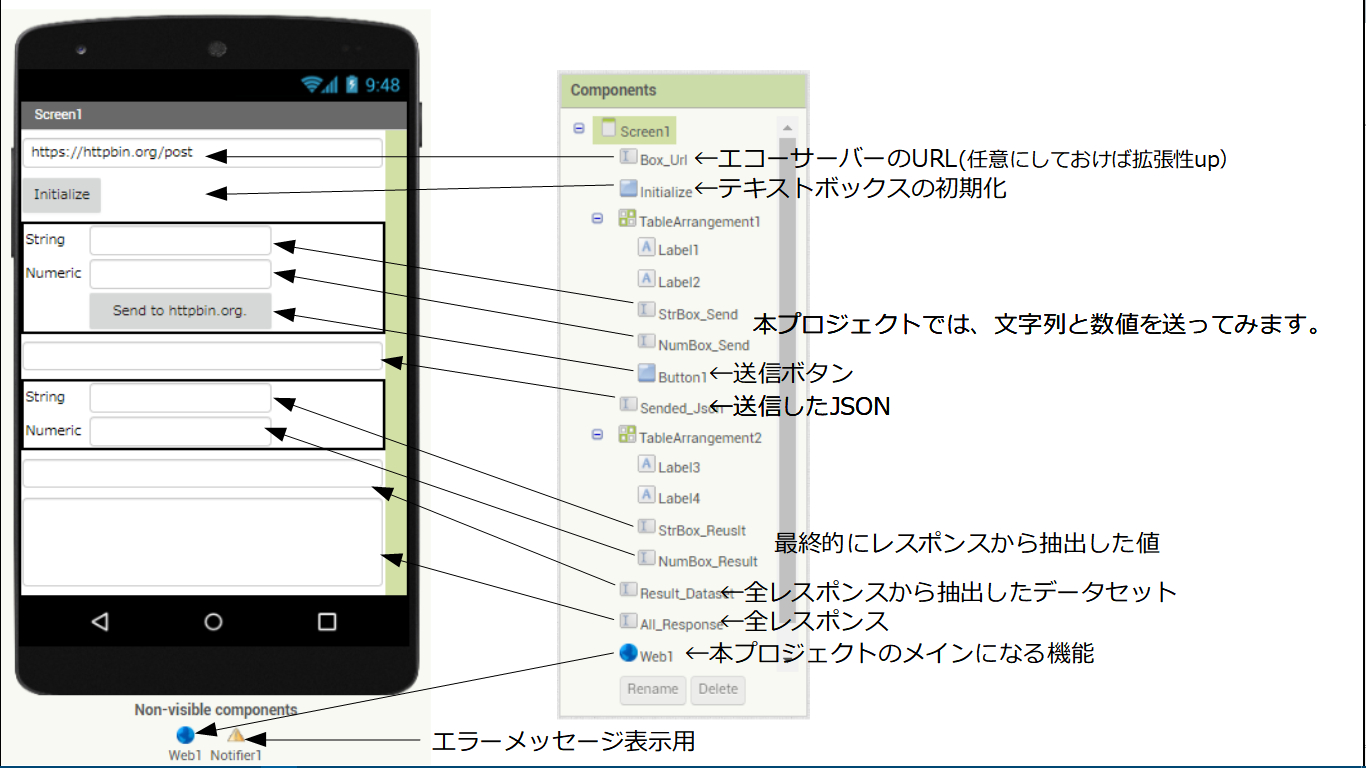 9:48
Screen1
https://httpbin.org/post
Initialize
String
Numeric
Send to httpbin.org.
String
Numeric
Non-visible components
Web1 Notifier1
エラーメッセージ表示用
Components
Screen1
Box_Url ←エコーサーバーのURL(任意にしておけば拡張性up)
Initialize ←テキストボックスの初期化
TableArrangement1
Label1
Label2
StrBox_Send
本プロジェクトでは、文字列と数値を送ってみます。
NumBox_Send
Button1 ←送信ボタン
Sended_Json ←送信したJSON
TableArrangement2
Label3
Label4
StrBox_Reuslt
最終的にレスポンスから抽出した値
NumBox_Result
Result_Dataset ←全レスポンスから抽出したデータセット
All_Response ←全レスポンス
Web1 ←本プロジェクトのメインになる機能
Rename Delete